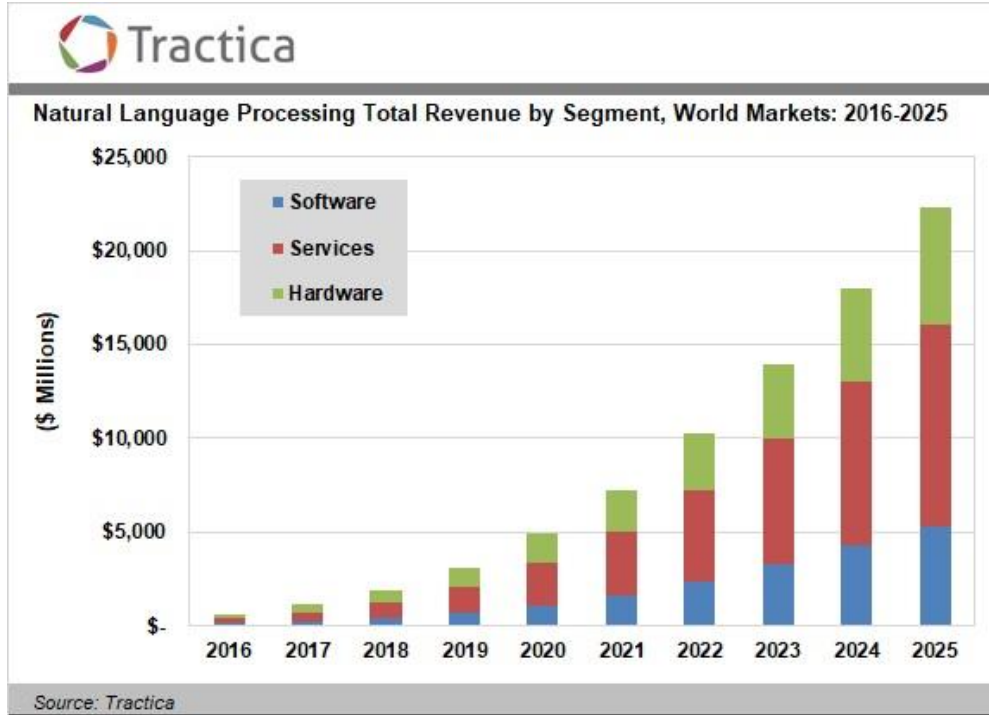 Tractica
Natural Language Processing Total Revenue by Segment, World Markets: 2016-2025
$25,000
Software
$20,000
Services
Hardware
$15,000
($ Millions)
$10,000
$5,000
$-
2016 2017 2018 2019 2020 2021 2022 2023 2024 2025
Source: Tractica